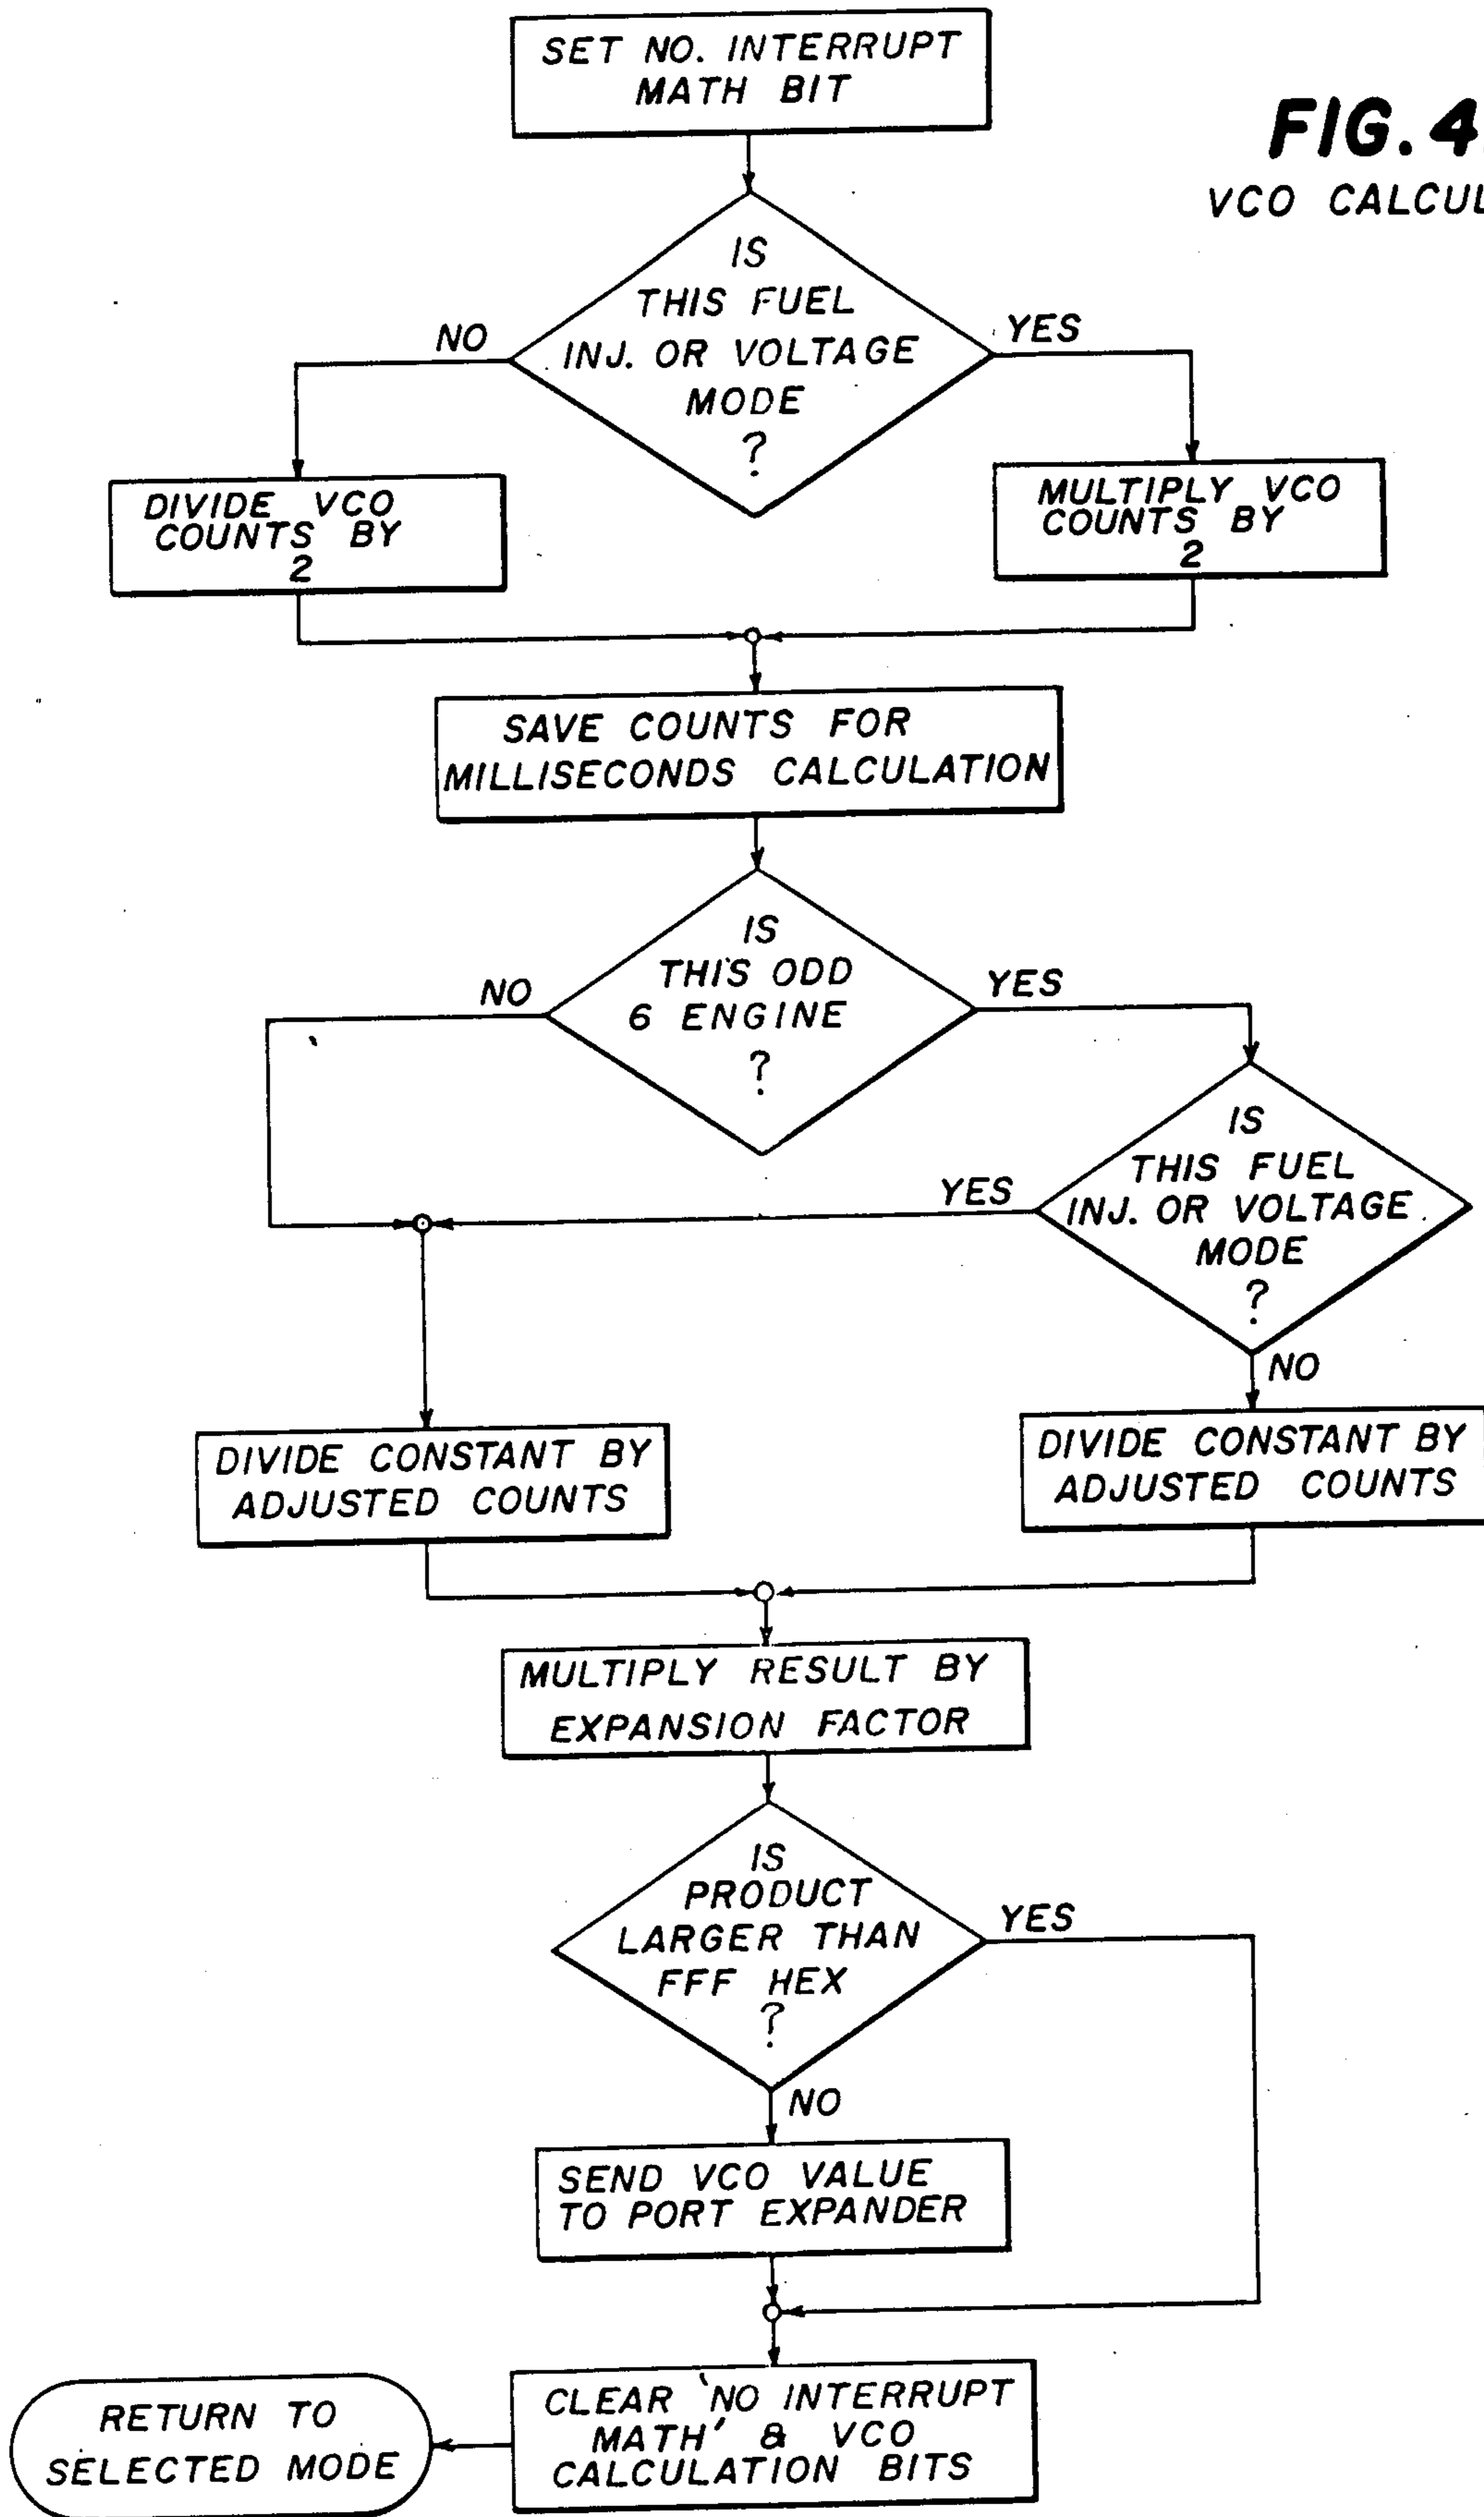 SET NO. INTERRUPT
MATH BIT
FIG. 4
VCO CALCUL
IS
THIS FUEL
INJ. OR VOLTAGE
MODE
?
NO
YES
DIVIDE VCO
COUNTS BY
2
MULTIPLY VCO
COUNTS BY
2
SAVE COUNTS FOR
MILLISECONDS CALCULATION
IS
THIS ODD
6 ENGINE
?
NO
YES
IS
THIS FUEL
INJ. OR VOLTAGE
MODE
?
YES
NO
DIVIDE CONSTANT BY
ADJUSTED COUNTS
DIVIDE CONSTANT BY
ADJUSTED COUNTS
MULTIPLY RESULT BY
EXPANSION FACTOR
IS
PRODUCT
LARGER THAN
FFF HEX
?
YES
NO
SEND VCO VALUE
TO PORT EXPANDER
CLEAR 'NO INTERRUPT
MATH' & VCO
CALCULATION BITS
RETURN TO
SELECTED MODE